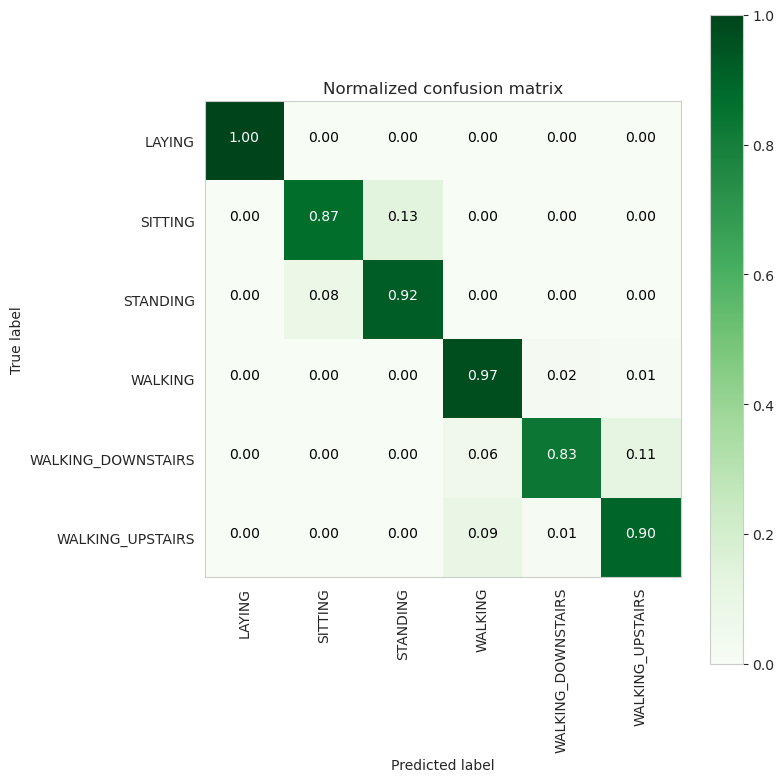 Normalized confusion matrix
1.0
0.8
0.6
0.4
0.2
0.0
True label
LAYING 1.00 0.00 0.00 0.00 0.00 0.00
SITTING 0.00 0.87 0.13 0.00 0.00 0.00
STANDING 0.00 0.08 0.92 0.00 0.00 0.00
WALKING 0.00 0.00 0.00 0.97 0.02 0.01
WALKING_DOWNSTAIRS 0.00 0.00 0.00 0.06 0.83 0.11
WALKING_UPSTAIRS 0.00 0.00 0.00 0.09 0.01 0.90
LAYING
SITTING
STANDING
WALKING
WALKING_DOWNSTAIRS
WALKING_UPSTAIRS
Predicted label